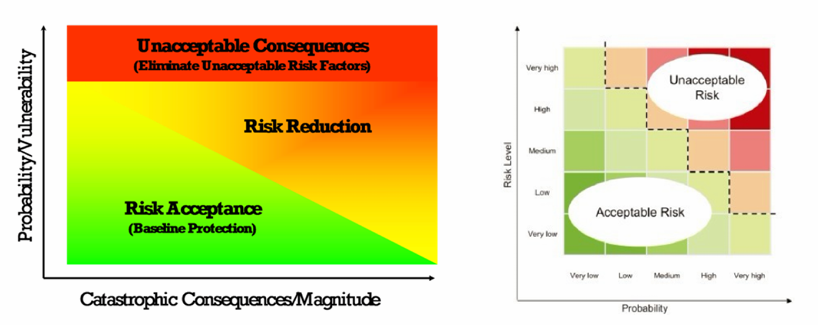 Unacceptable Consequences
(Eliminate Unacceptable Risk Factors)
Risk Reduction
Risk Acceptance
(Baseline Protection)
Probability/Vulnerability
Catastrophic Consequences/Magnitude
Risk Level
Very high
High
Medium
Low
Very low
Unacceptable
Risk
Acceptable Risk
Very low Low Medium High Very high
Probability